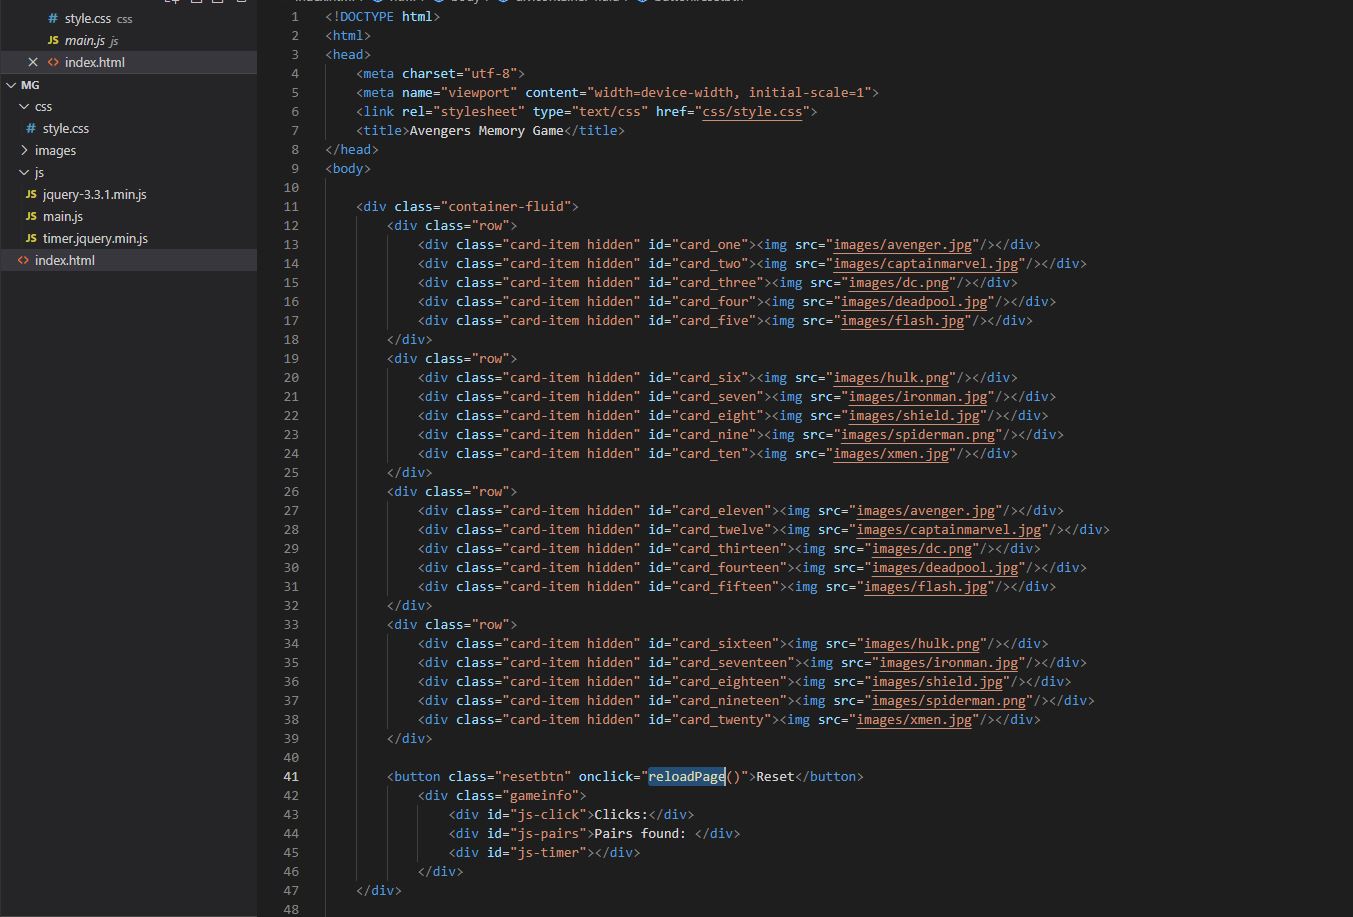 # style.css css
JS main.js js
× <> index.html
MG
css
# style.css
images
js
JS jquery-3.3.1.min.js
JS main.js
JS timer.jquery.min.js
<> index.html
1 <!DOCTYPE html>
2 <html>
3 <head>
4 <meta charset="utf-8">
5 <meta name="viewport" content="width=device-width, initial-scale=1">
6 <link rel="stylesheet" type="text/css" href="css/style.css">
7 <title>Avengers Memory Game</title>
8 </head>
9 <body>
10
11 <div class="container-fluid">
12 <div class="row">
13 <div class="card-item hidden" id="card_one"><img src="images/avenger.jpg"/></div>
14 <div class="card-item hidden" id="card_two"><img src="images/captainmarvel.jpg"/></div>
15 <div class="card-item hidden" id="card_three"><img src="images/dc.png"/></div>
16 <div class="card-item hidden" id="card_four"><img src="images/deadpool.jpg"/></div>
17 <div class="card-item hidden" id="card_five"><img src="images/flash.jpg"/></div>
18 </div>
19 <div class="row">
20 <div class="card-item hidden" id="card_six"><img src="images/hulk.png"/></div>
21 <div class="card-item hidden" id="card_seven"><img src="images/ironman.jpg"/></div>
22 <div class="card-item hidden" id="card_eight"><img src="images/shield.jpg"/></div>
23 <div class="card-item hidden" id="card_nine"><img src="images/spiderman.png"/></div>
24 <div class="card-item hidden" id="card_ten"><img src="images/xmen.jpg"/></div>
25 </div>
26 <div class="row">
27 <div class="card-item hidden" id="card_eleven"><img src="images/avenger.jpg"/></div>
28 <div class="card-item hidden" id="card_twelve"><img src="images/captainmarvel.jpg"/></div>
29 <div class="card-item hidden" id="card_thirteen"><img src="images/dc.png"/></div>
30 <div class="card-item hidden" id="card_fourteen"><img src="images/deadpool.jpg"/></div>
31 <div class="card-item hidden" id="card_fifteen"><img src="images/flash.jpg"/></div>
32 </div>
33 <div class="row">
34 <div class="card-item hidden" id="card_sixteen"><img src="images/hulk.png"/></div>
35 <div class="card-item hidden" id="card_seventeen"><img src="images/ironman.jpg"/></div>
36 <div class="card-item hidden" id="card_eighteen"><img src="images/shield.jpg"/></div>
37 <div class="card-item hidden" id="card_nineteen"><img src="images/spiderman.png"/></div>
38 <div class="card-item hidden" id="card_twenty"><img src="images/xmen.jpg"/></div>
39 </div>
40
41 <button class="resetbtn" onclick="reloadPage()">Reset</button>
42 <div class="gameinfo">
43 <div id="js-click">Clicks:</div>
44 <div id="js-pairs">Pairs found: </div>
45 <div id="js-timer"></div>
46 </div>
47 </div>
48